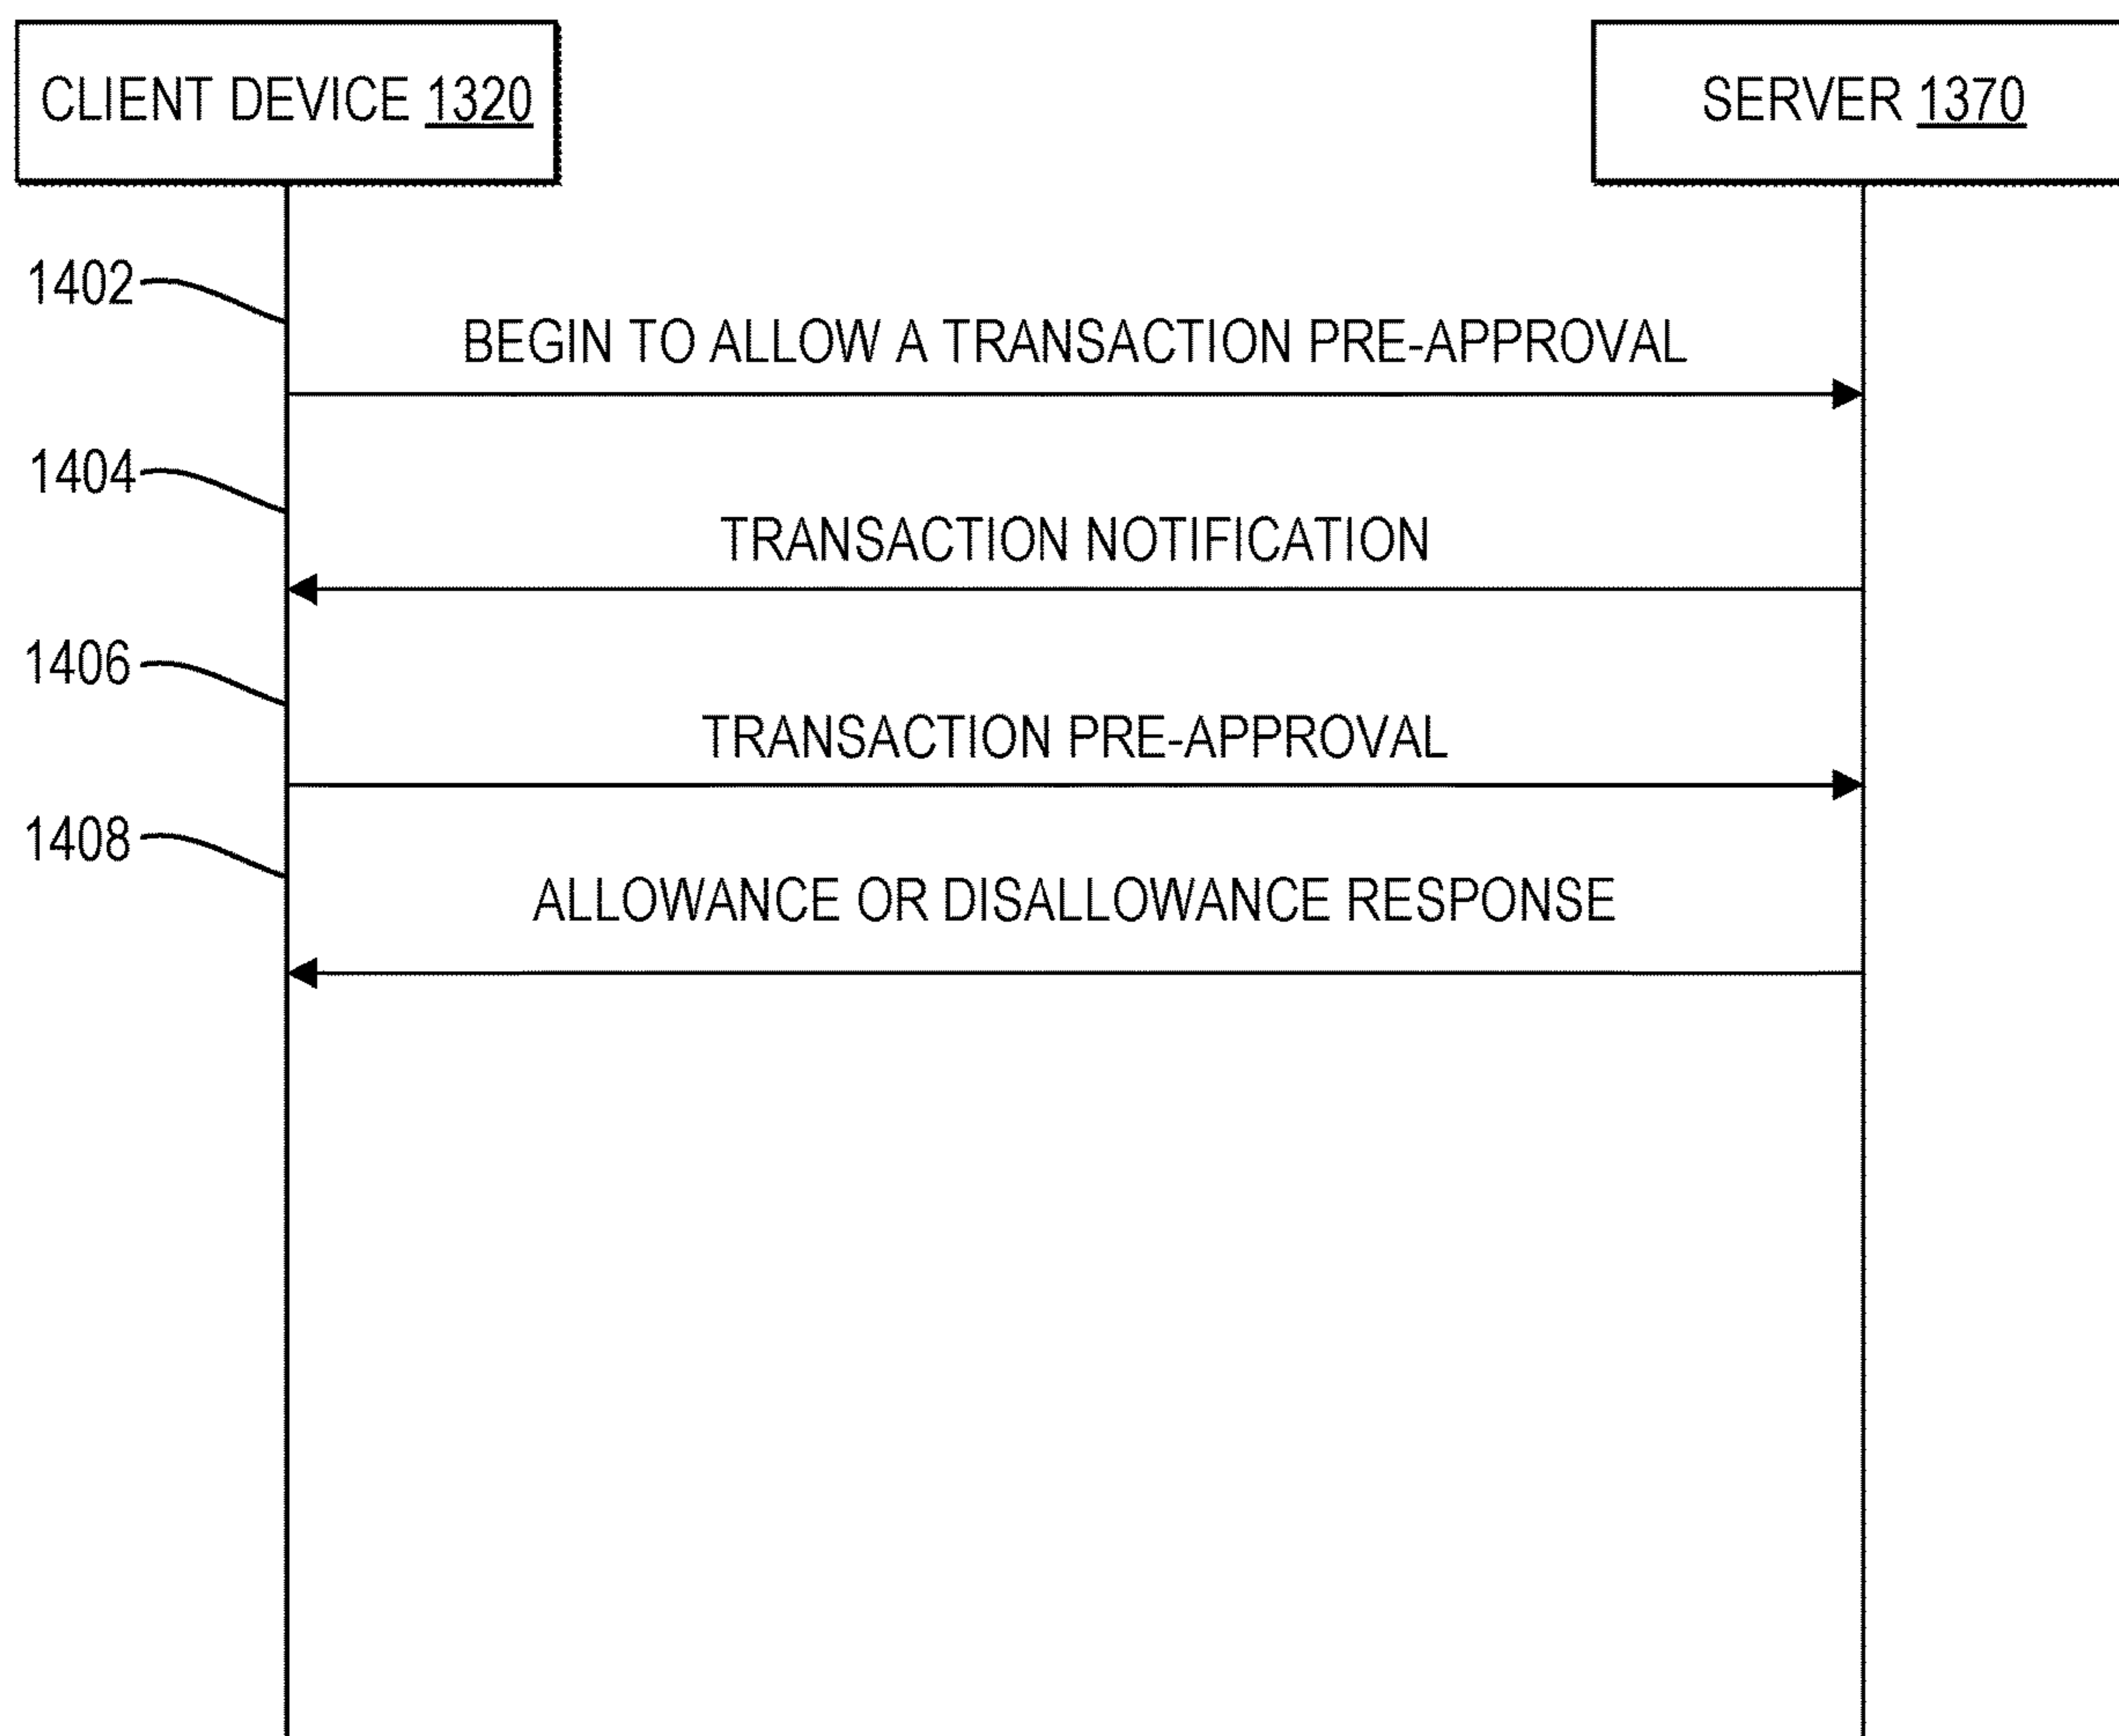 CLIENT DEVICE 1320
SERVER 1370
1402
BEGIN TO ALLOW A TRANSACTION PRE-APPROVAL
1404
TRANSACTION NOTIFICATION
1406
TRANSACTION PRE-APPROVAL
1408
ALLOWANCE OR DISALLOWANCE RESPONSE